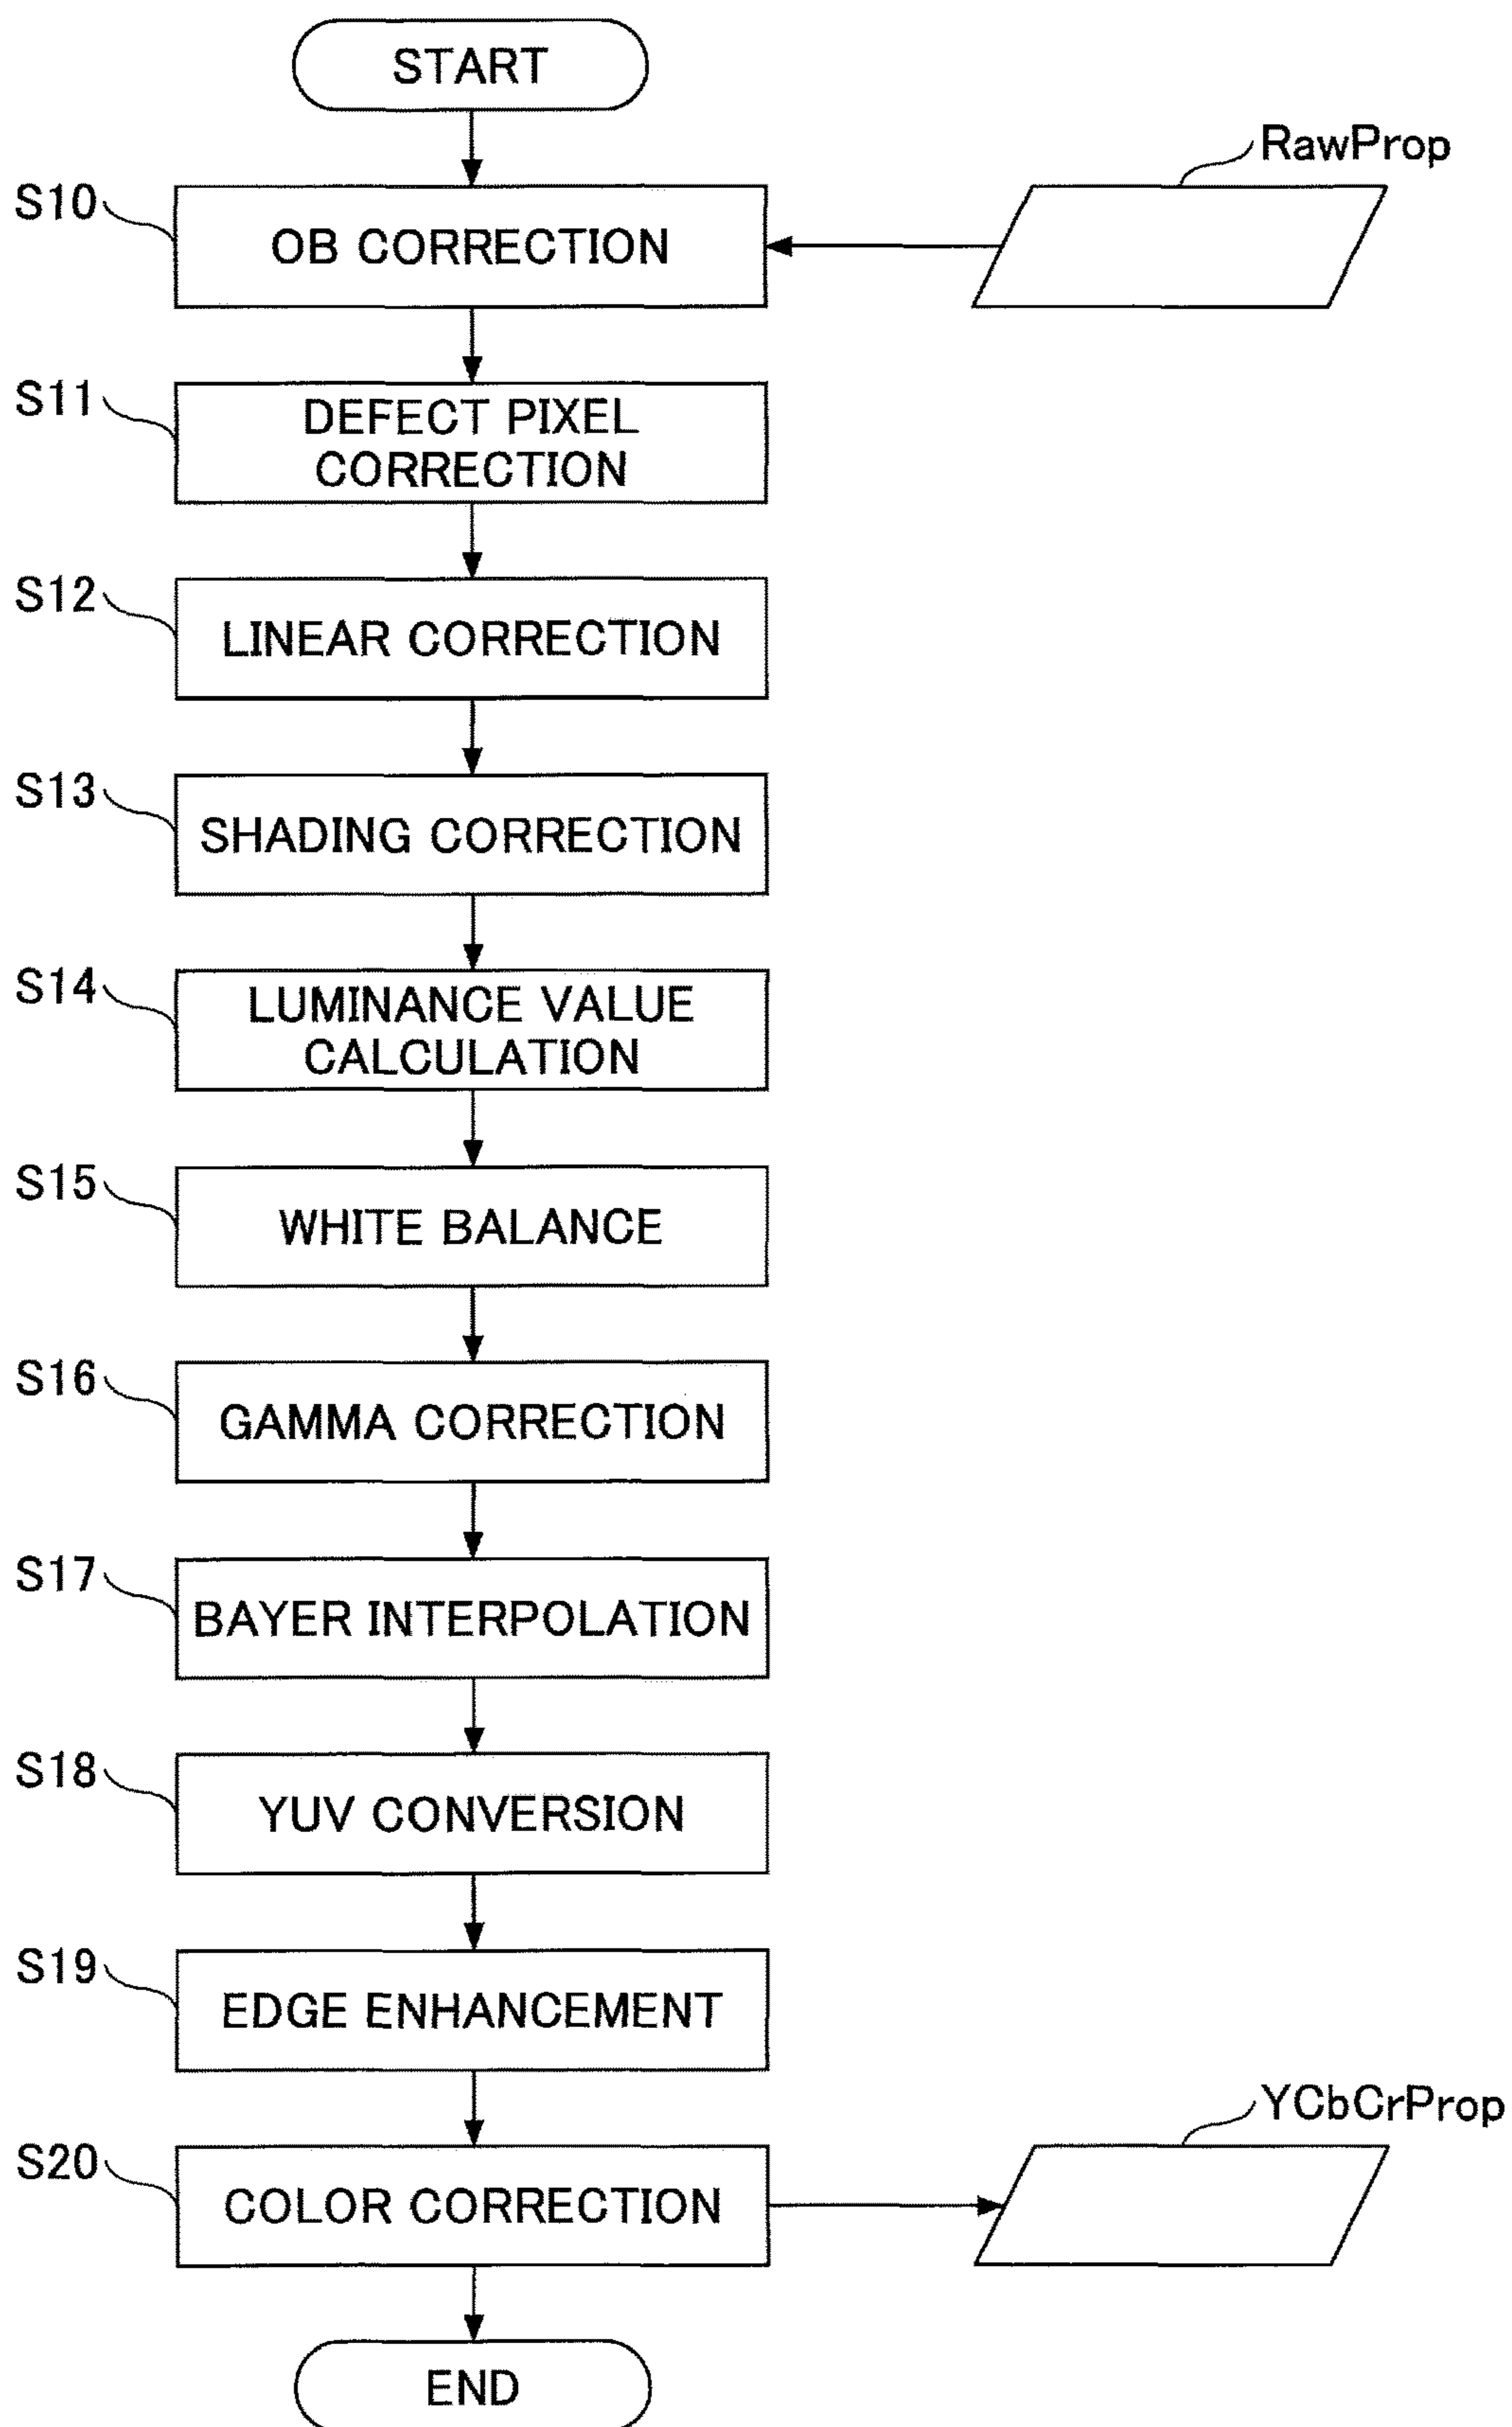 START
RawProp
S10
OB CORRECTION
S11
DEFECT PIXEL
CORRECTION
S12
LINEAR CORRECTION
S13
SHADING CORRECTION
S14
LUMINANCE VALUE
CALCULATION
S15
WHITE BALANCE
S16
GAMMA CORRECTION
S17
BAYER INTERPOLATION
S18
YUV CONVERSION
S19
EDGE ENHANCEMENT
YCbCrProp
S20
COLOR CORRECTION
END